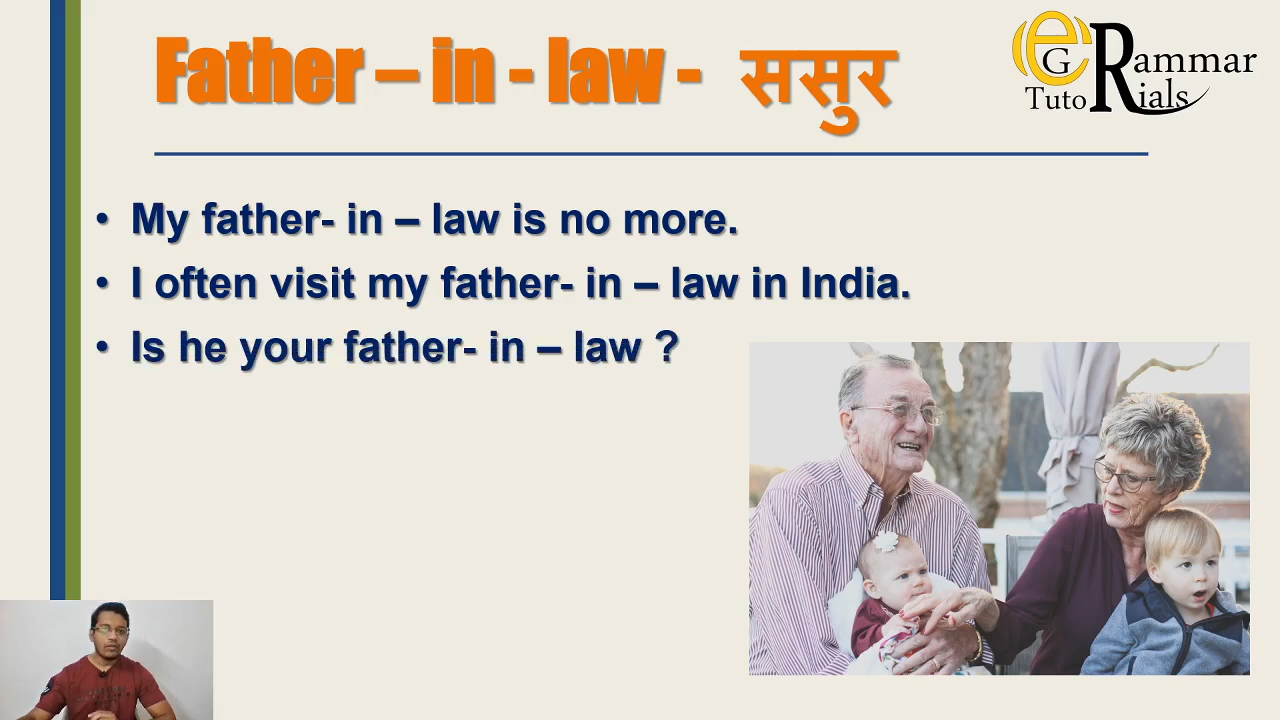 Father – in - law - ससुर
eGRammar
TutoRials
My father- in – law is no more.
I often visit my father- in – law in India.
Is he your father- in – law ?